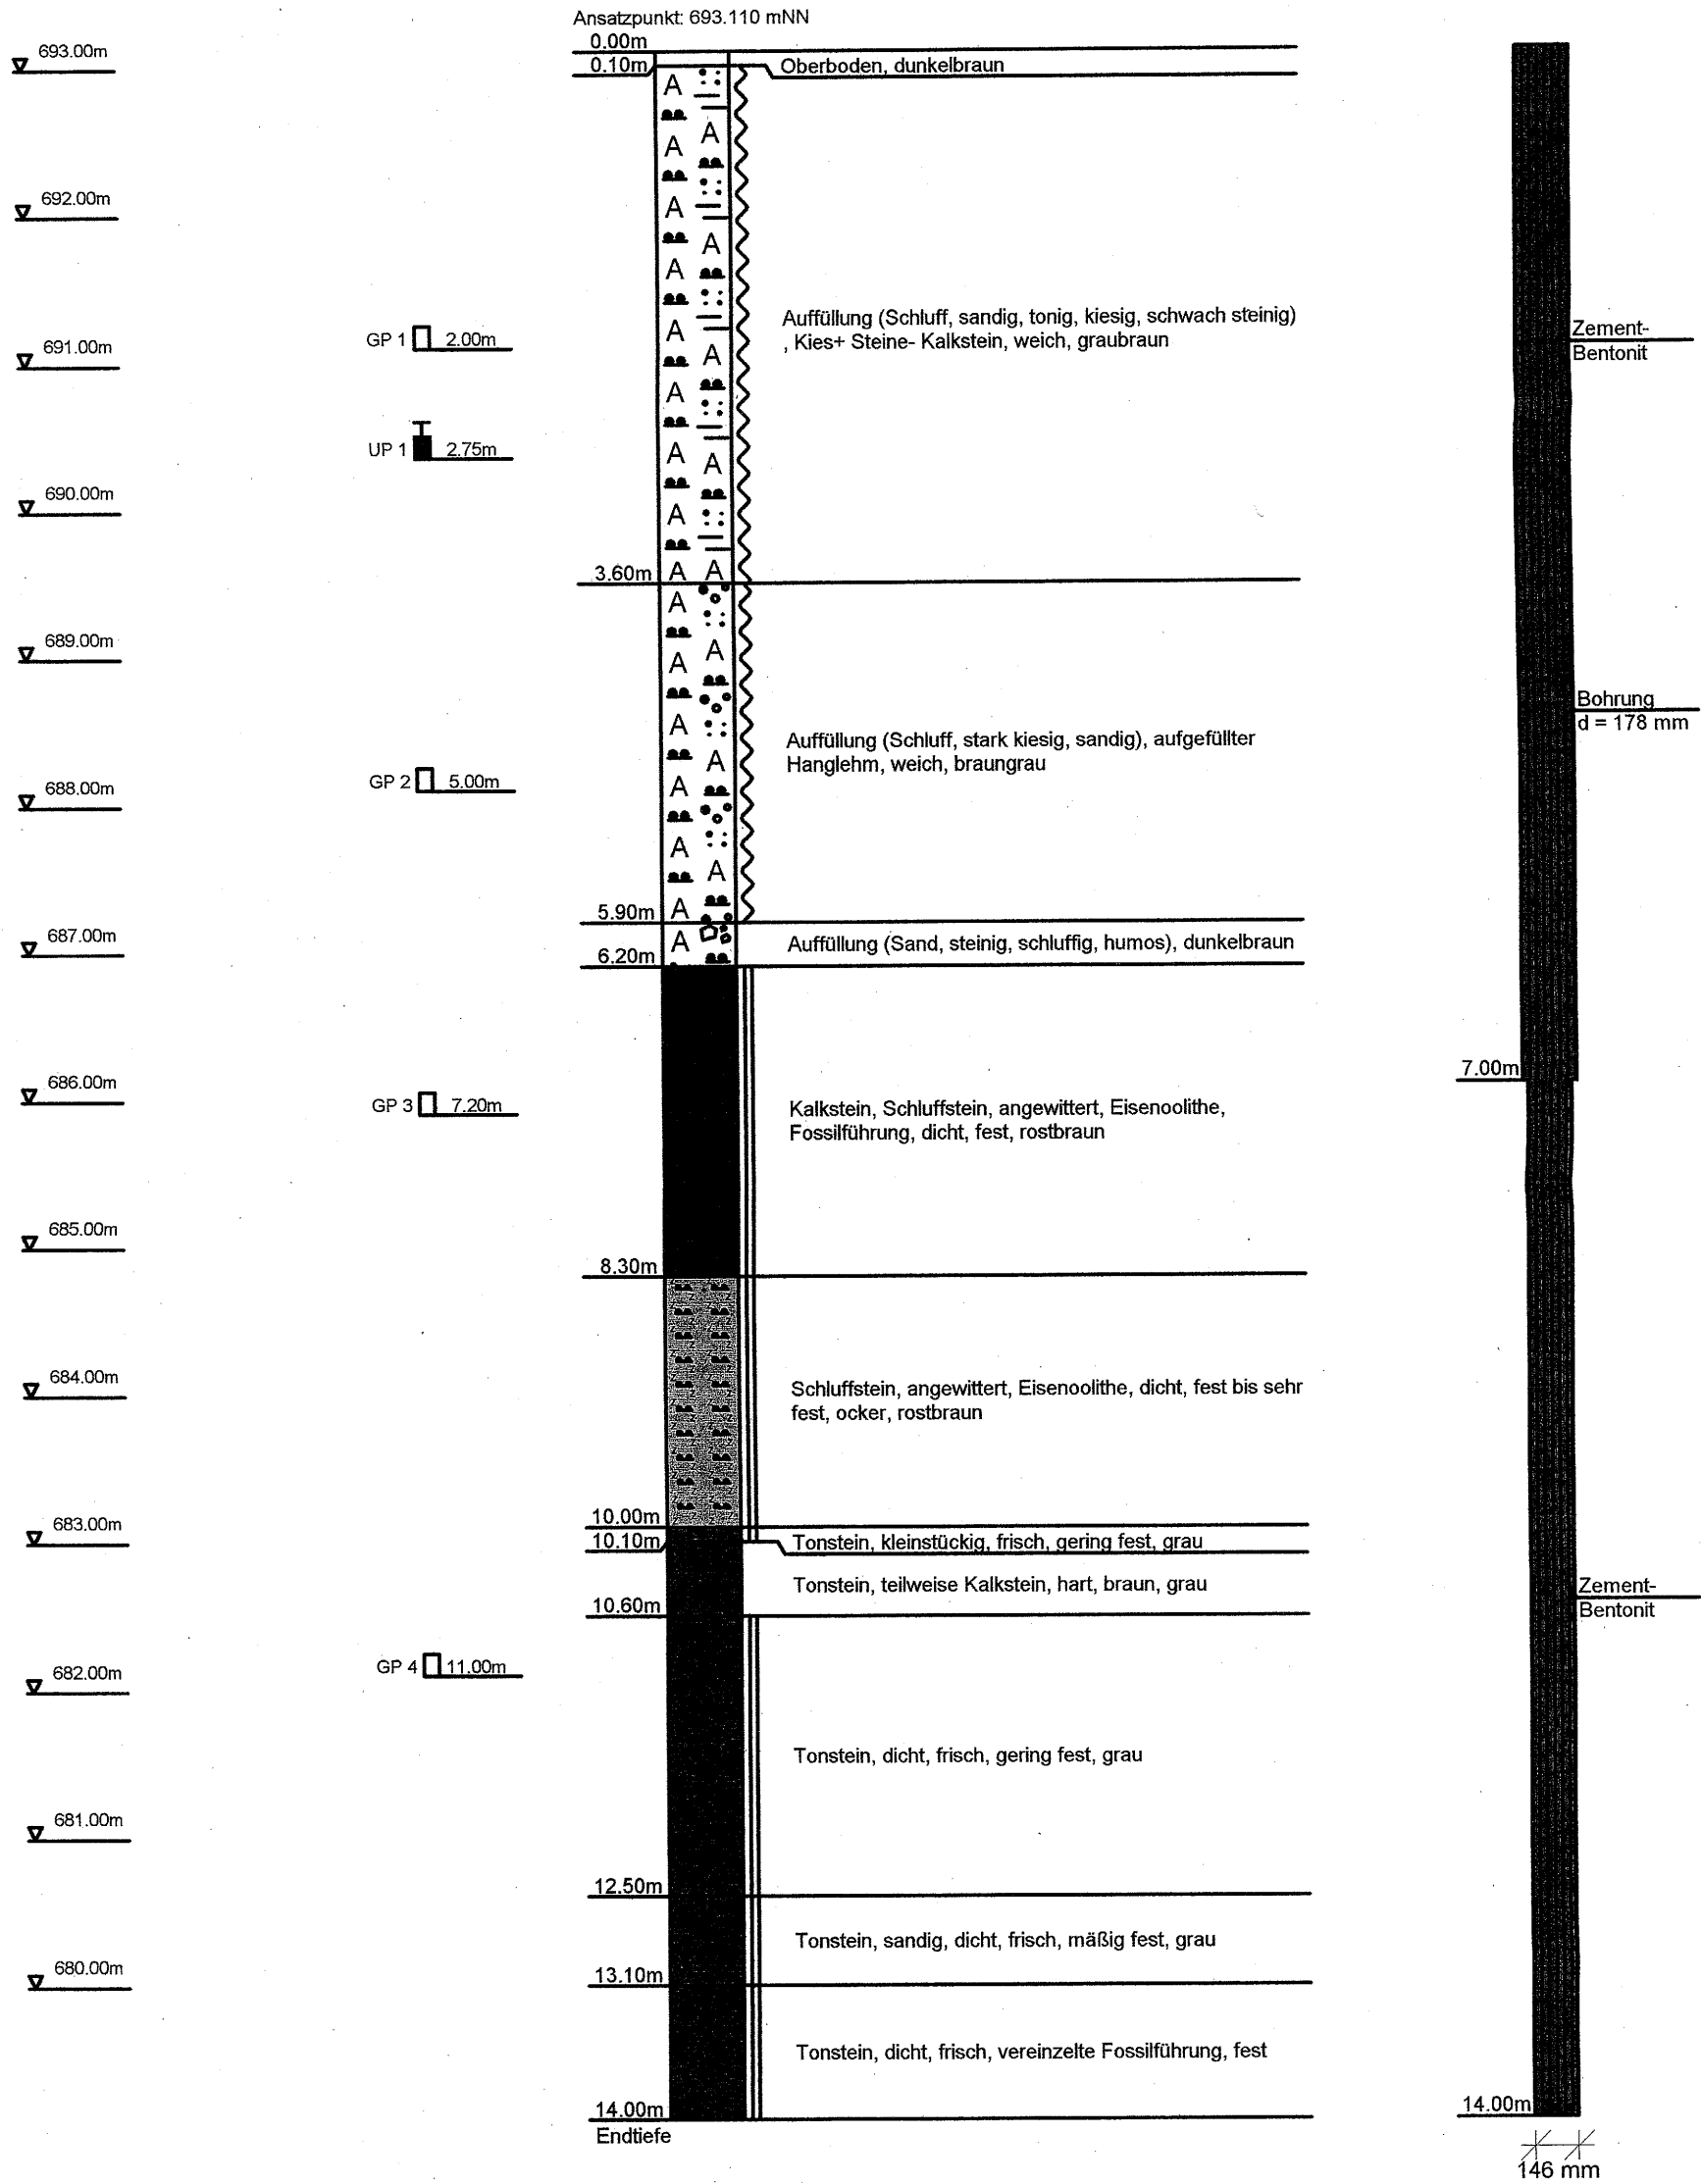 Ansatzpunkt: 693.110 mNN
0.00m
693.00m
0.10m
Oberboden, dunkelbraun
A
A
A
692.00m
A
A
A
Auffüllung (Schluff, sandig, tonig, kiesig, schwach steinig)
, Kies+ Steine- Kalkstein, weich, graubraun
GP 1 2.00m
691.00m
Zement-
Bentonit
A
A
A
UP 1 2.75m
A
A
690.00m
A
3.60m
A A
A
689.00m
A
A
Bohrung
d = 178 mm
A
Auffüllung (Schluff, stark kiesig, sandig), aufgefüllter
Hanglehm, weich, braungrau
A
GP 2 5.00m
688.00m
A
A
A
5.90m
A
687.00m
A
Auffüllung (Sand, steinig, schluffig, humos), dunkelbraun
6.20m
7.00m
686.00m
GP 3 7.20m
Kalkstein, Schluffstein, angewittert, Eisenoolithe,
Fossilführung, dicht, fest, rostbraun
685.00m
8.30m
684.00m
Schluffstein, angewittert, Eisenoolithe, dicht, fest bis sehr
fest, ocker, rostbraun
10.00m
683.00m
10.10m
Tonstein, kleinstückig, frisch, gering fest, grau
Tonstein, teilweise Kalkstein, hart, braun, grau
Zement-
Bentonit
10.60m
GP 4 11.00m
682.00m
Tonstein, dicht, frisch, gering fest, grau
681.00m
12.50m
Tonstein, sandig, dicht, frisch, mäßig fest, grau
680.00m
13.10m
Tonstein, dicht, frisch, vereinzelte Fossilführung, fest
14.00m
14.00m
Endtiefe
146 mm